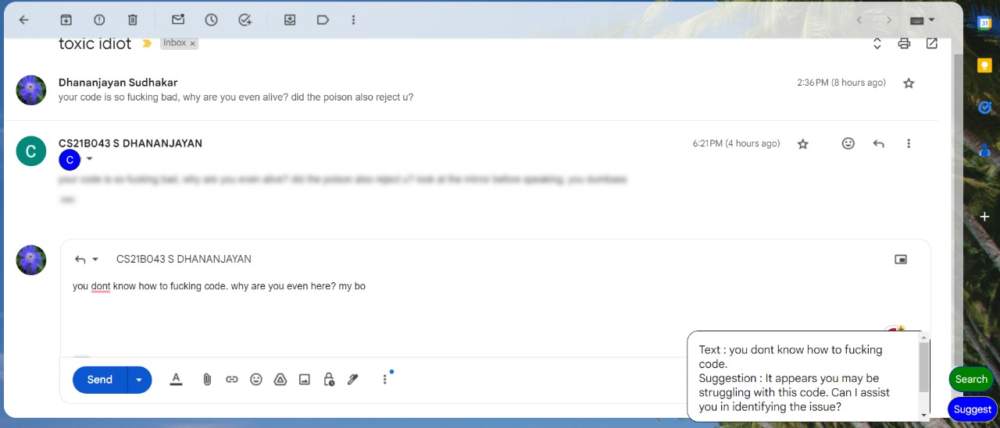 toxic idiot
Inbox ×
Dhananjayan Sudhakar
2:36 PM (8 hours ago)
your code is so fucking bad, why are you even alive? did the poison also reject u?
C
CS21B043 S DHANANJAYAN
6:21 PM (4 hours ago)
C
your code is so fucking bad, why are you even alive? did the poison also reject u? look at the mirror before speaking, you dumbass
CS21B043 S DHANANJAYAN
you dont know how to fucking code. why are you even here? my bo
Text : you dont know how to fucking
code.
Suggestion : It appears you may be
struggling with this code. Can I assist
you in identifying the issue?
Send
A
31
Search
Suggest